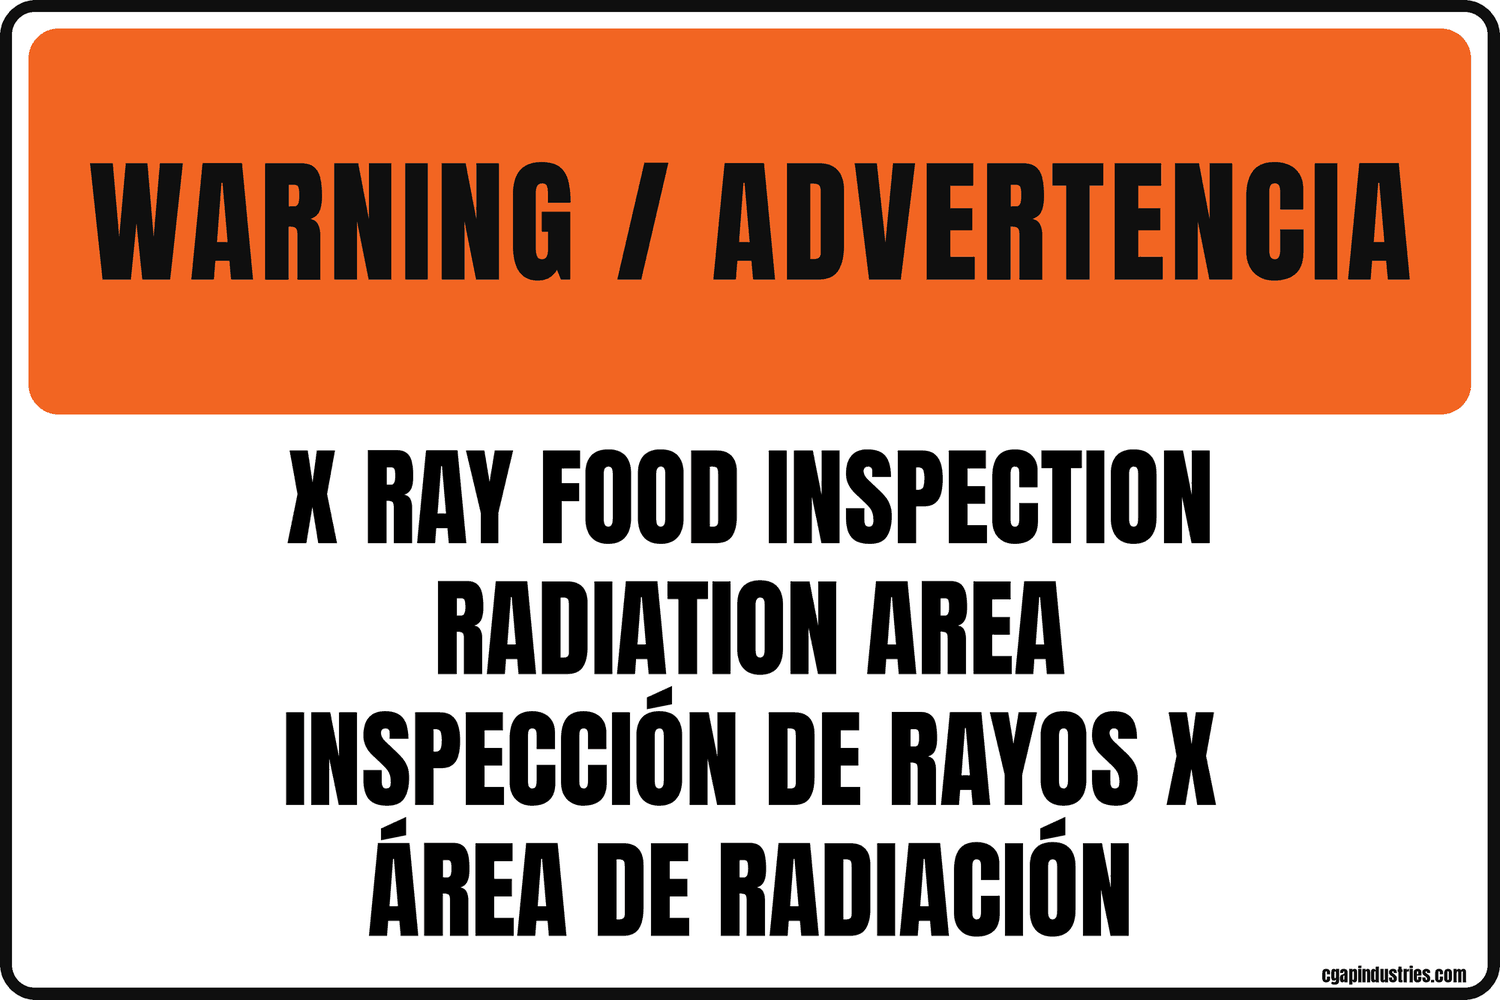 WARNING / ADVERTENCIA
X RAY FOOD INSPECTION
RADIATION AREA
INSPECCIÓN DE RAYOS X
ÁREA DE RADIACIÓN
cgapindustries.com